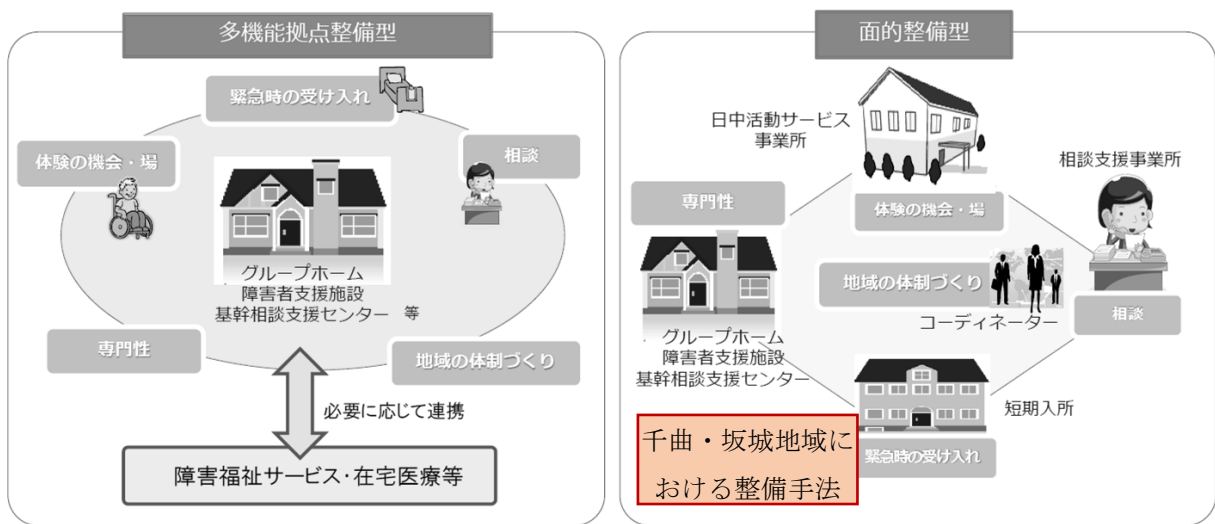 多機能拠点整備型
緊急時の受け入れ
体験の機会・場
相談
グループホーム
障害者支援施設
基幹相談支援センター 等
専門性
地域の体制づくり
必要に応じて連携
障害福祉サービス・在宅医療等
面的整備型
日中活動サービス
事業所
相談支援事業所
専門性
体験の機会・場
地域の体制づくり
コーディネーター
相談
グループホーム
障害者支援施設
基幹相談支援センター
短期入所
緊急時の受け入れ
千曲・坂城地域に
おける整備手法